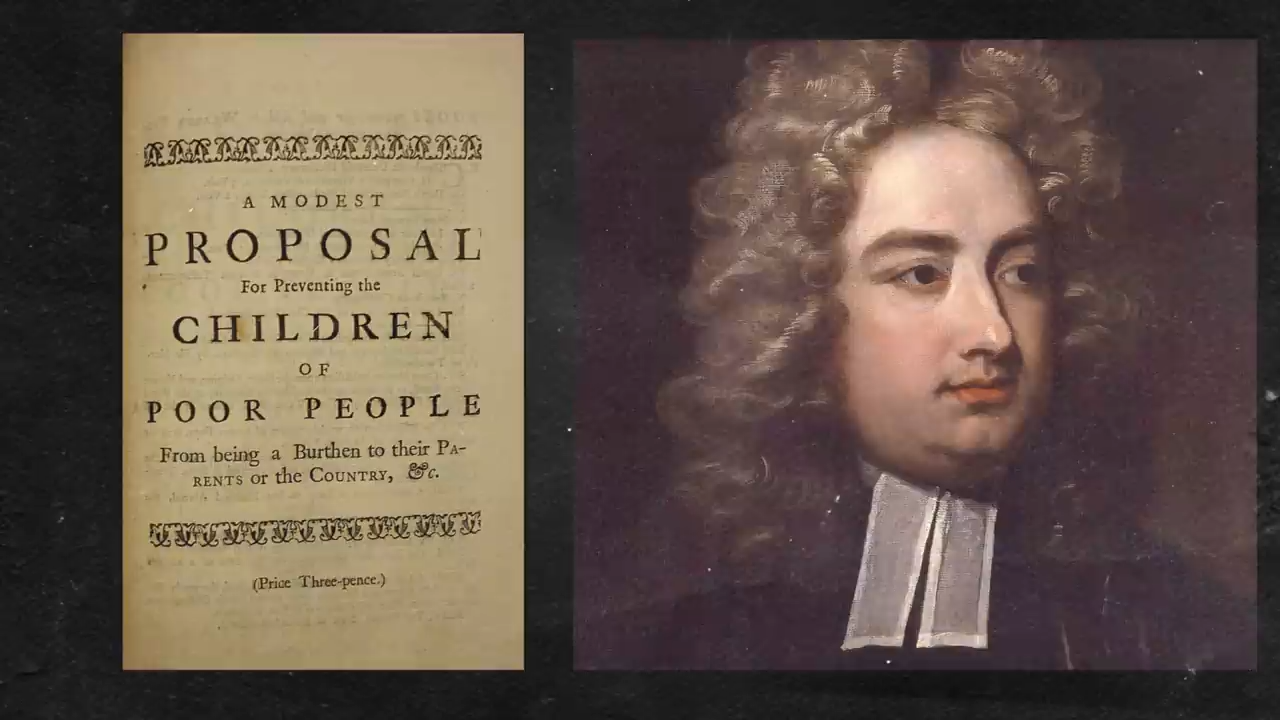 A MODEST
PROPOSAL
For Preventing the
CHILDREN
OF
POOR PEOPLE
From being a Burthen to their PA-
RENTS or the COUNTRY, &c.
(Price Three-pence.)